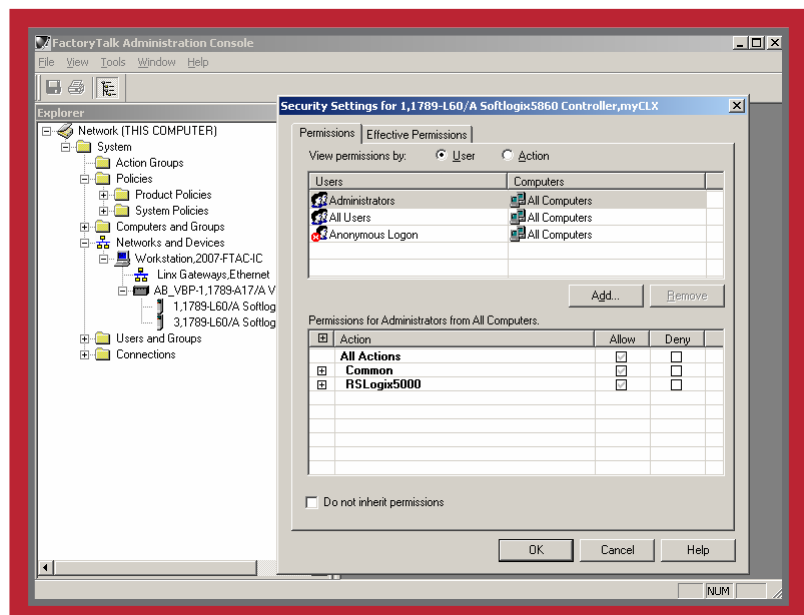 FactoryTalk Administration Console
File View Tools Window Help
Explorer
Network (THIS COMPUTER)
System
Action Groups
Policies
Product Policies
System Policies
Computers and Groups
Networks and Devices
Workstation,2007-FTAC-IC
Linx Gateways,Ethernet
AB_VBP-1,1789-A17/A V
1,1789-L60/A Softlog
3,1789-L60/A Softlog
Users and Groups
Connections
Security Settings for 1,1789-L60/A Softlogix5860 Controller,myCLX
Permissions Effective Permissions
View permissions by: User Action
Users Computers
Administrators All Computers
All Users All Computers
Anonymous Logon All Computers
Add... Remove
Permissions for Administrators from All Computers.
Action Allow Deny
All Actions
Common
RSLogix5000
Do not inherit permissions
OK Cancel Help
NUM